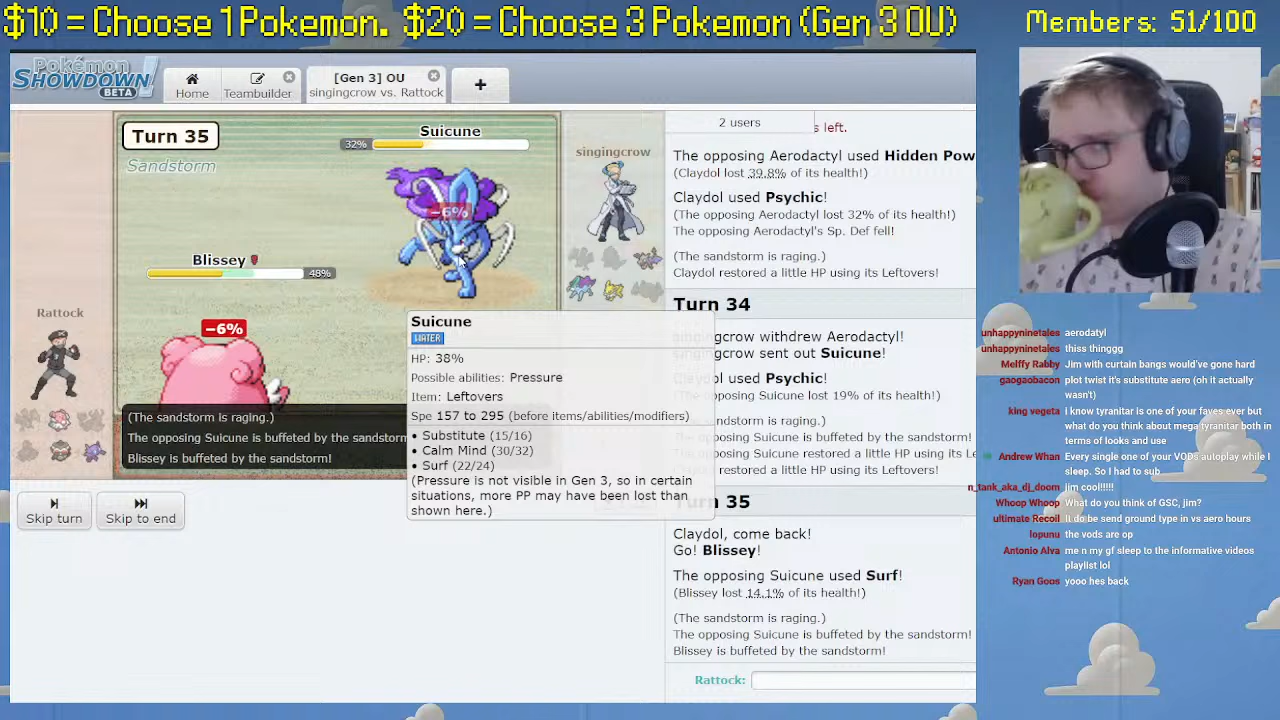 $10 = Choose 1 Pokemon. $20 = Choose 3 Pokemon (Gen 3 OU)
Members: 51/100
Pokémon
SHOWDOWN!
BETA
Home
Teambuilder
[Gen 3] OU
singingcrow vs. Rattock
+
Turn 35
Sandstorm
Suicune
32%
-6%
Blissey
48%
-6%
singingcrow
Rattock
(The sandstorm is raging.)
The opposing Suicune is buffeted by the sandstorm
Blissey is buffeted by the sandstorm!
Suicune
WATER
HP: 38%
Possible abilities: Pressure
Item: Leftovers
Spe 157 to 295 (before items/abilities/modifiers)
• Substitute (15/16)
• Calm Mind (30/32)
• Surf (22/24)
(Pressure is not visible in Gen 3, so in certain
situations, more PP may have been lost than
shown here.)
Skip turn
Skip to end
2 users
s left.
The opposing Aerodactyl used Hidden Pow
(Claydol lost 39.8% of its health!)
Claydol used Psychic!
(The opposing Aerodactyl lost 32% of its health!)
The opposing Aerodactyl's Sp. Def fell!
(The sandstorm is raging.)
Claydol restored a little HP using its Leftovers!
Turn 34
singingcrow withdrew Aerodactyl!
singingcrow sent out Suicune!
Claydol used Psychic!
(The opposing Suicune lost 19% of its health!)
ndstorm is raging.)
posing Suicune is buffeted by the sandstorm!
posing Suicune restored a little HP using its Le
l restored a little HP using its Leftovers!
Turn 35
Claydol, come back!
Go! Blissey!
The opposing Suicune used Surf!
(Blissey lost 14.1% of its health!)
(The sandstorm is raging.)
The opposing Suicune is buffeted by the sandstorm!
Blissey is buffeted by the sandstorm!
Rattock:
unhappyninetales aerodatyl
unhappyninetales thiss thinggg
Melffy Rabby Jim with curtain bangs would've gone hard
gaogaobacon plot twist it's substitute aero (oh it actually
wasn't)
king vegeta i know tyranitar is one of your faves ever but
what do you think about mega tyranitar both in
terms of looks and use
Andrew Whan Every single one of your VODs autoplay while I
sleep. So I had to sub
n_tank_aka_dj_doom jim cool!!!!!
Whoop Whoop What do you think of GSC, jim?
ultimate Recoil It do be send ground type in vs aero hours
lopunu the vods are op
Antonio Alva me n my gf sleep to the informative videos
playlist lol
Ryan Goos yooo hes back